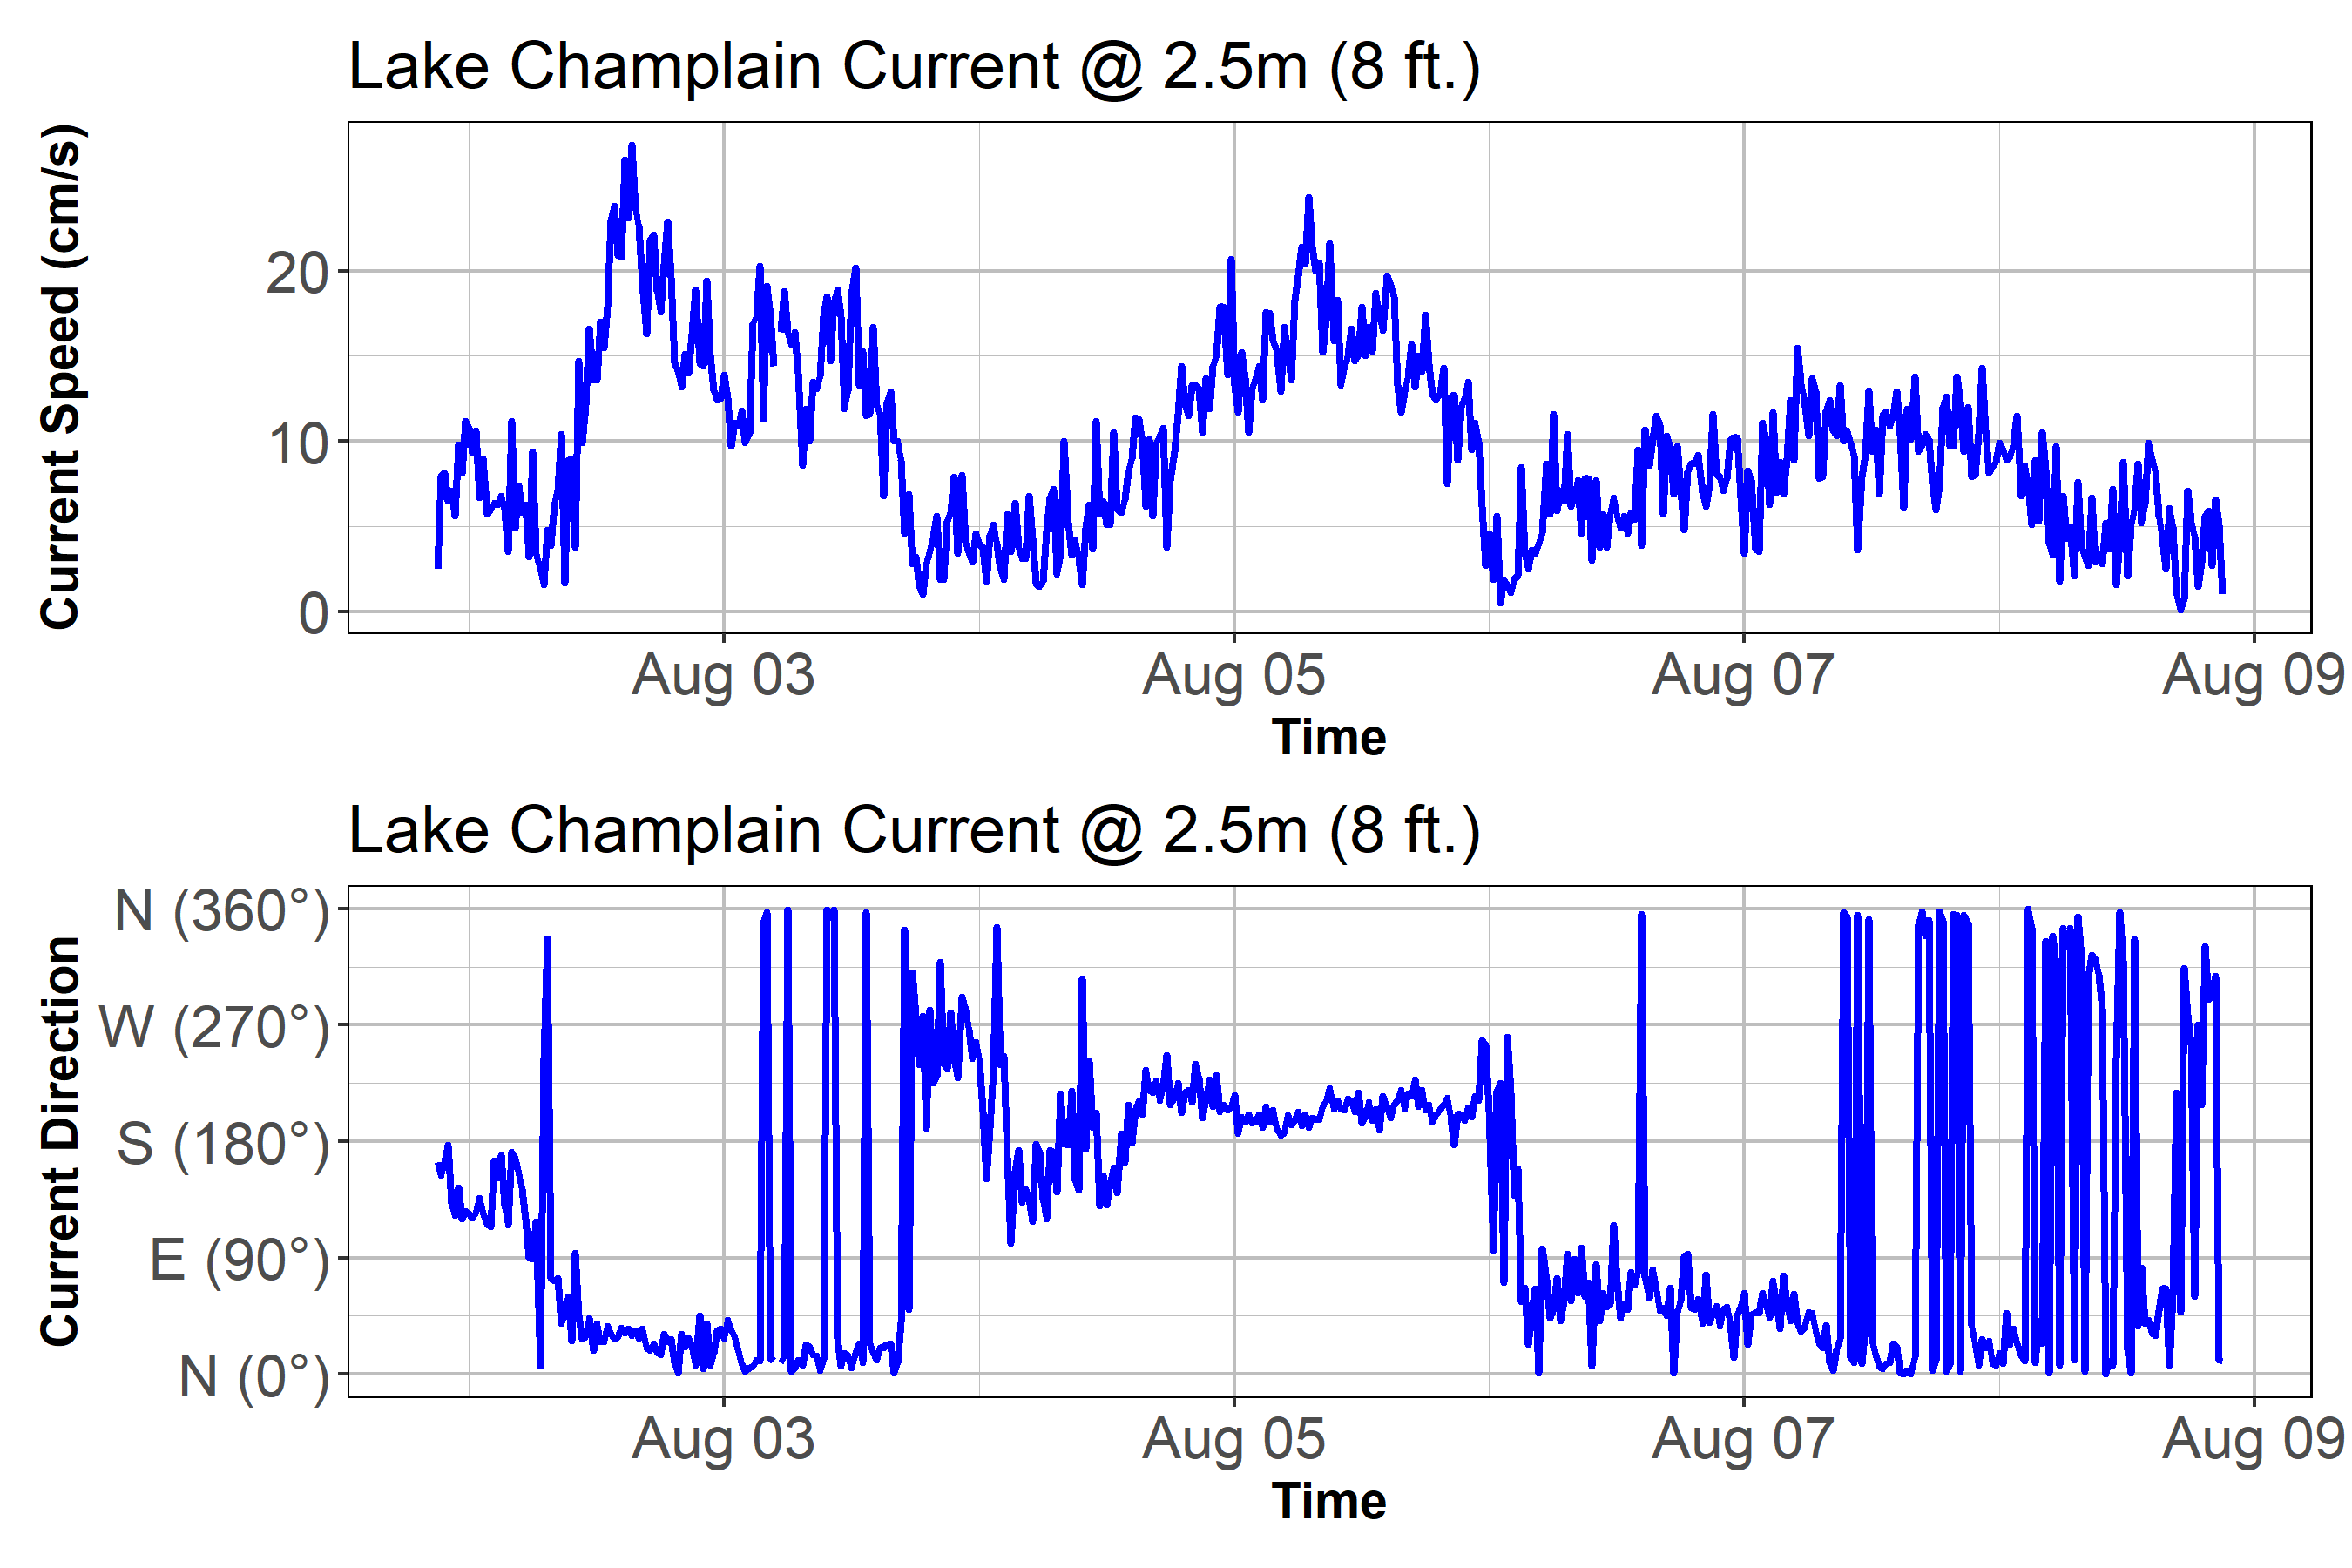 Lake Champlain Current @ 2.5m (8 ft.)
Current Speed (cm/s)
20
10
0
Aug 03 Aug 05 Aug 07 Aug 09
Time
Lake Champlain Current @ 2.5m (8 ft.)
Current Direction
N (360°)
W (270°)
S (180°)
E (90°)
N (0°)
Aug 03 Aug 05 Aug 07 Aug 09
Time